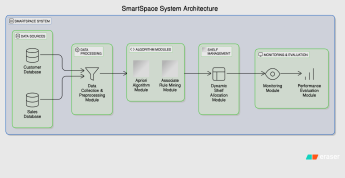 SmartSpace System Architecture
SMARTSPACE SYSTEM
DATA SOURCES
Customer
Database
Sales
Database
DATA
PROCESSING
Data
Collection &
Preprocessing
Module
ALGORITHM MODULES
Apriori
Algorithm
Module
Associate
Rule Mining
Module
SHELF
MANAGEMENT
Dynamic
Shelf
Allocation
Module
MONITORING & EVALUATION
Monitoring
Module
Performance
Evaluation
Module
eraser